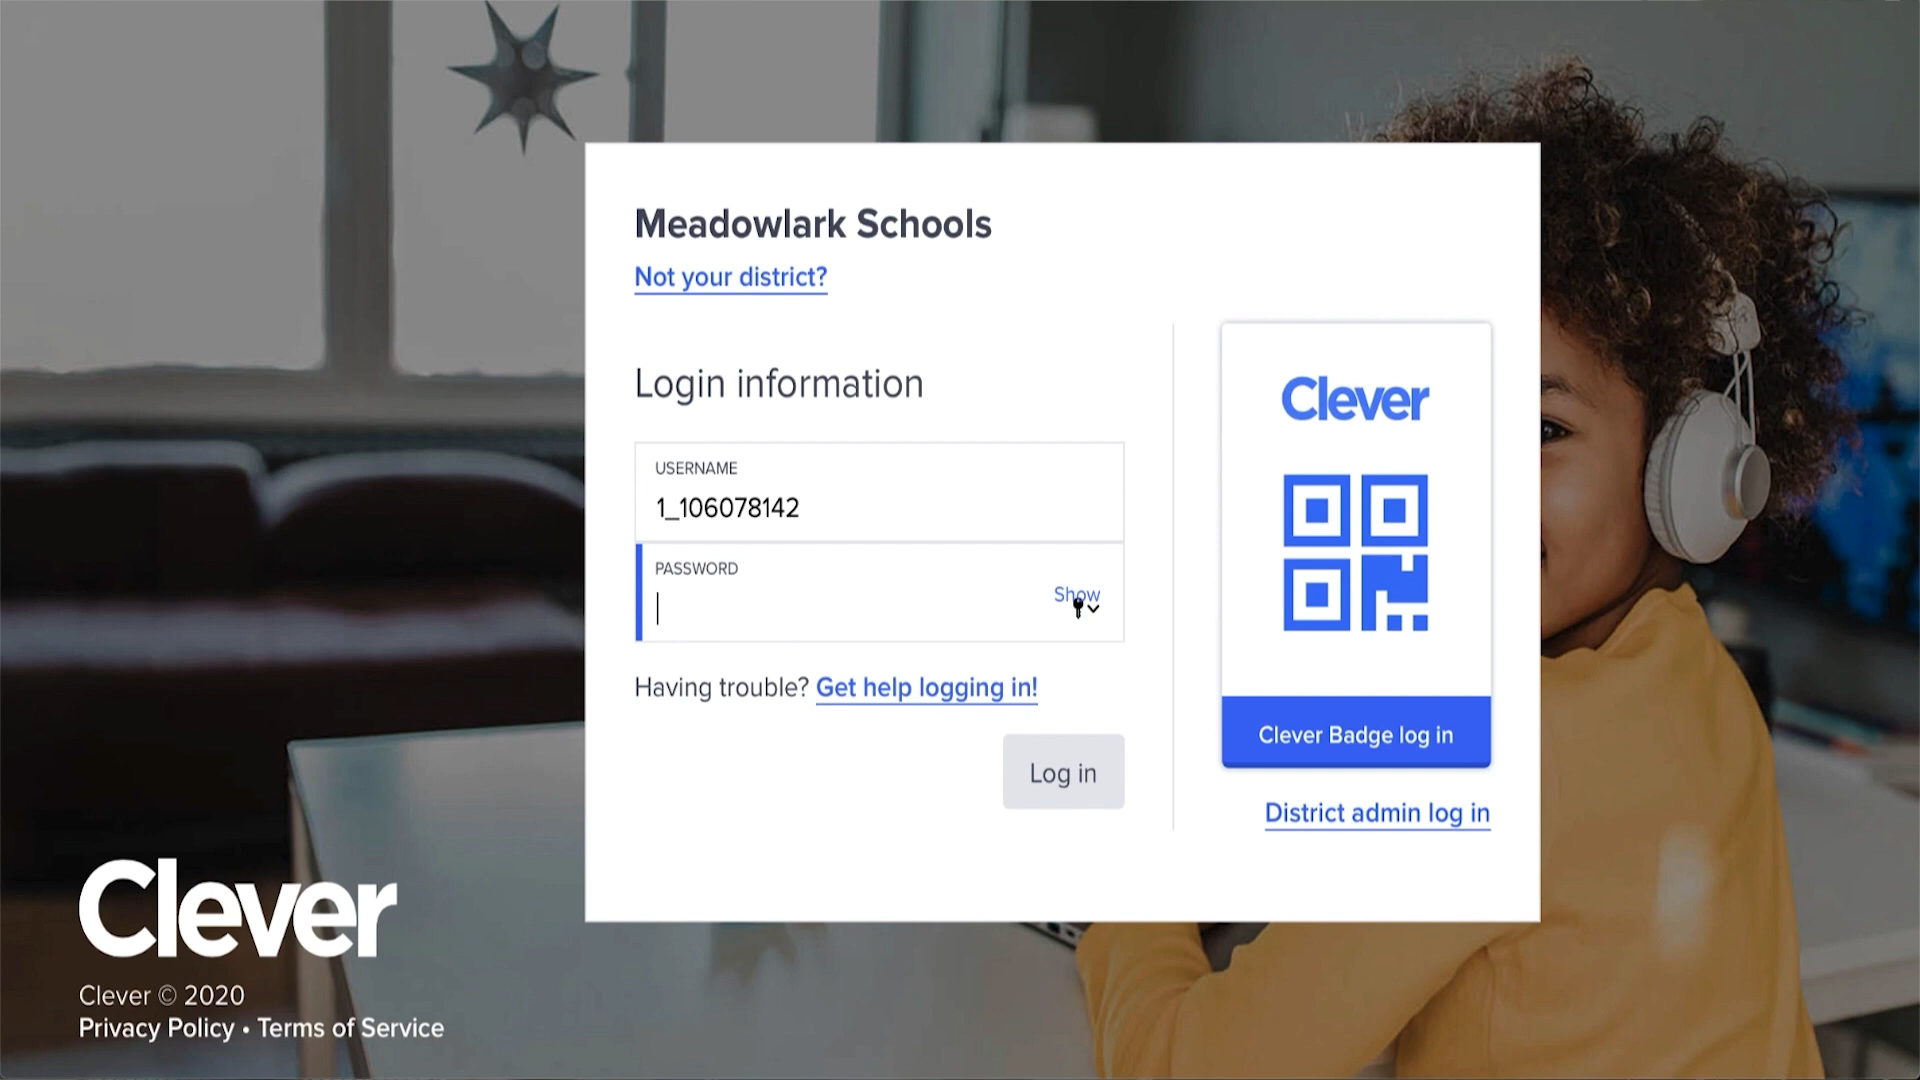 Meadowlark Schools
Not your district?
Login information
USERNAME
1_106078142
PASSWORD
Show
Having trouble? Get help logging in!
Log in
Clever
Clever Badge log in
District admin log in
Clever
Clever © 2020
Privacy Policy • Terms of Service